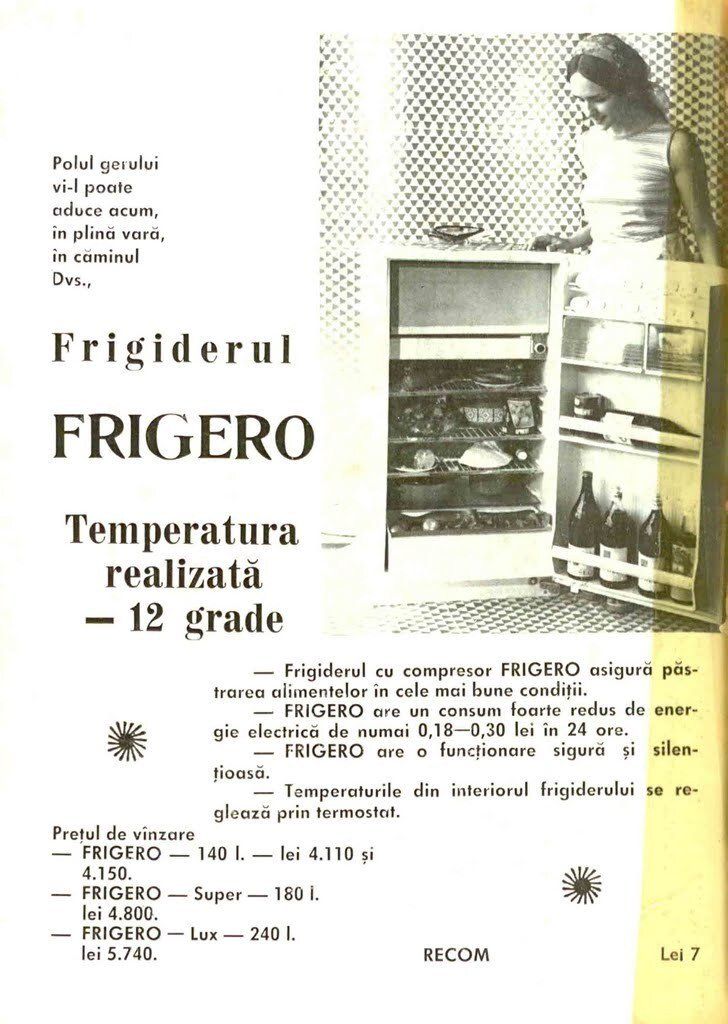 Polul gerului
vi-l poate
aduce acum,
în plină vară,
în căminul
Dvs.,
Frigiderul
FRIGERO
Temperatura
realizată
— 12 grade
— Frigiderul cu compresor FRIGERO asigură păs-
trarea alimentelor în cele mai bune condiții.
— FRIGERO are un consum foarte redus de ener-
gie electrică de numai 0,18—0,30 lei în 24 ore.
— FRIGERO are o funcționare sigură și silen-
țioasă.
— Temperaturile din interiorul frigiderului se re-
glează prin termostat.
Prețul de vînzare
— FRIGERO — 140 l. — lei 4.110 și
4.150.
— FRIGERO — Super — 180 l.
lei 4.800.
— FRIGERO — Lux — 240 l.
lei 5.740.
RECOM
Lei 7